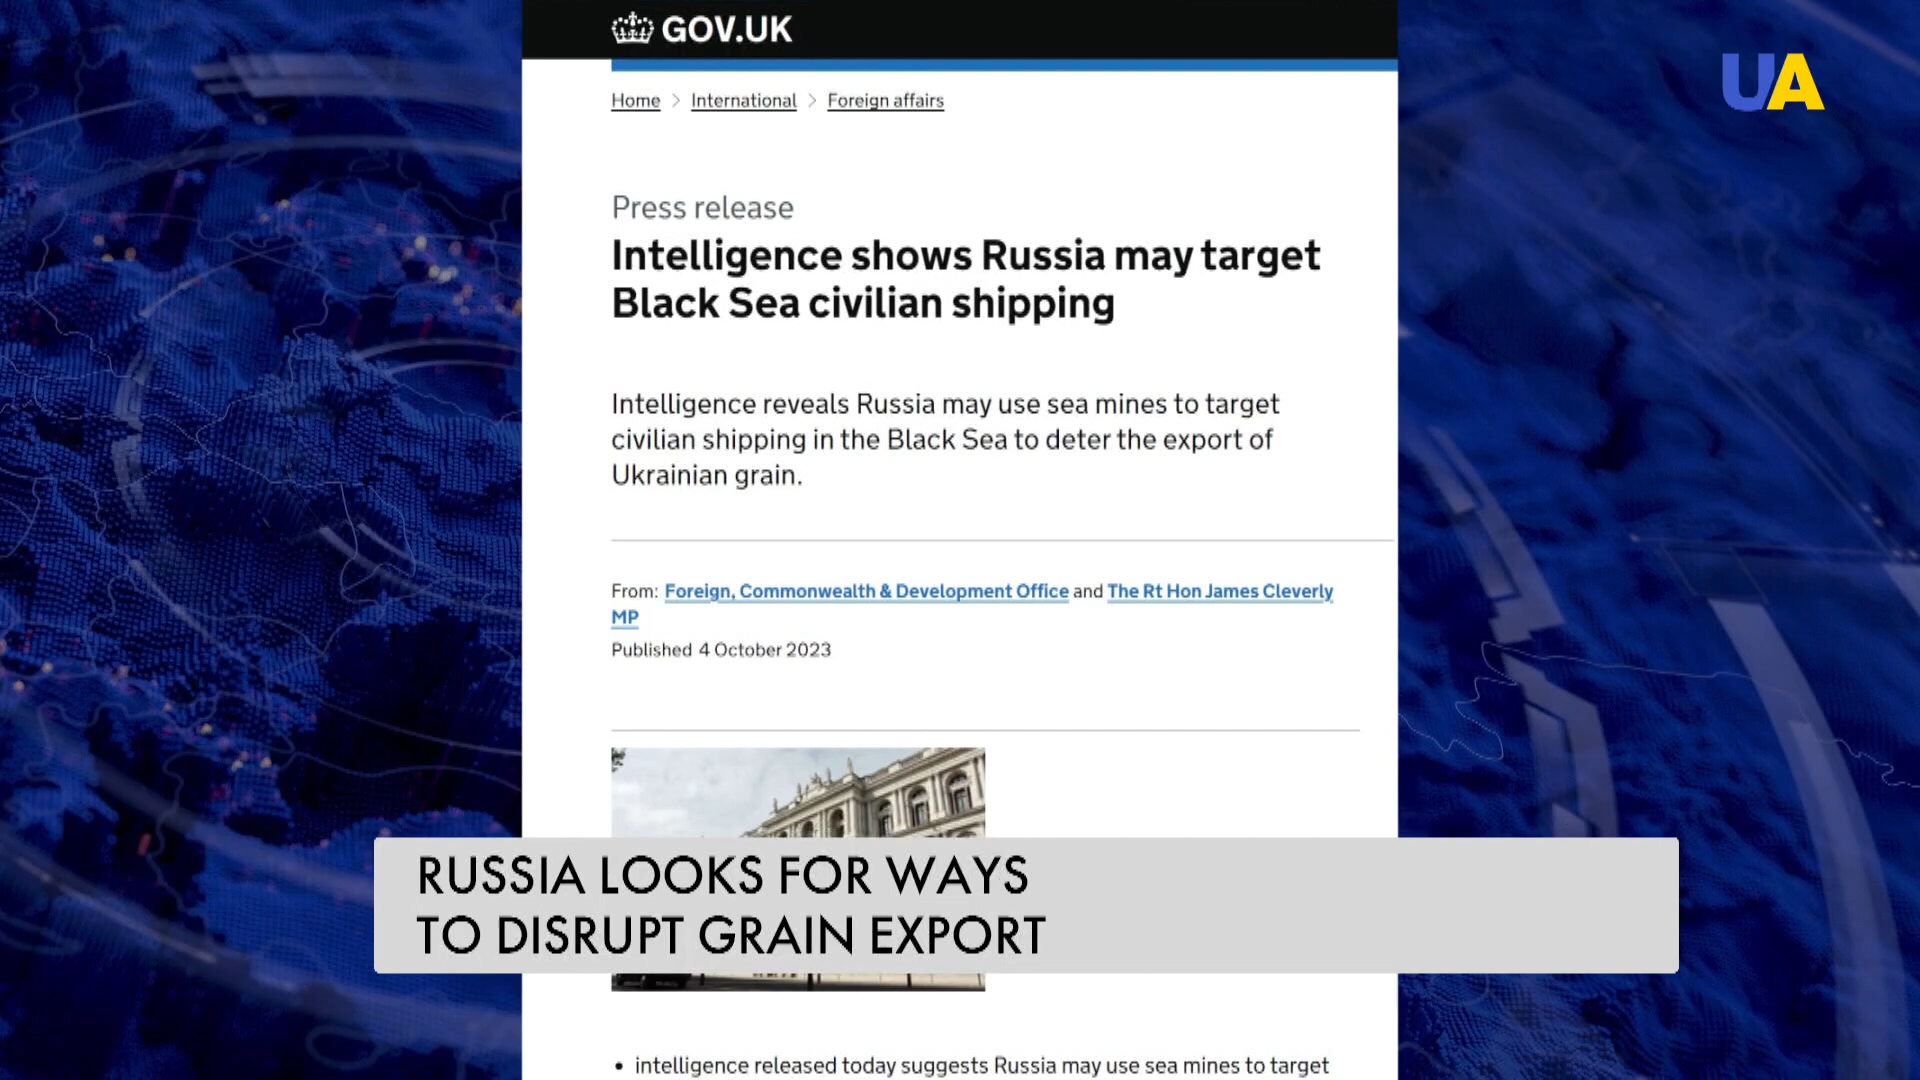 GOV.UK
UA
Home > International > Foreign affairs
Press release
Intelligence shows Russia may target
Black Sea civilian shipping
Intelligence reveals Russia may use sea mines to target
civilian shipping in the Black Sea to deter the export of
Ukrainian grain.
From: Foreign, Commonwealth & Development Office and The Rt Hon James Cleverly
MP
Published 4 October 2023
RUSSIA LOOKS FOR WAYS
TO DISRUPT GRAIN EXPORT
• intelligence released today suggests Russia may use sea mines to target